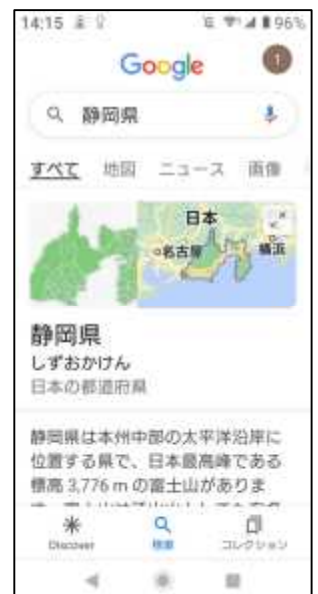 14:15
96%
Google
静岡県
すべて 地図 ニュース 画像
日本
名古屋
横浜
静岡県
しずおかけん
日本の都道府県
静岡県は本州中部の太平洋沿岸に
位置する県で、日本最高峰である
標高 3,776 m の富士山がありま
Discover
検索
コレクション